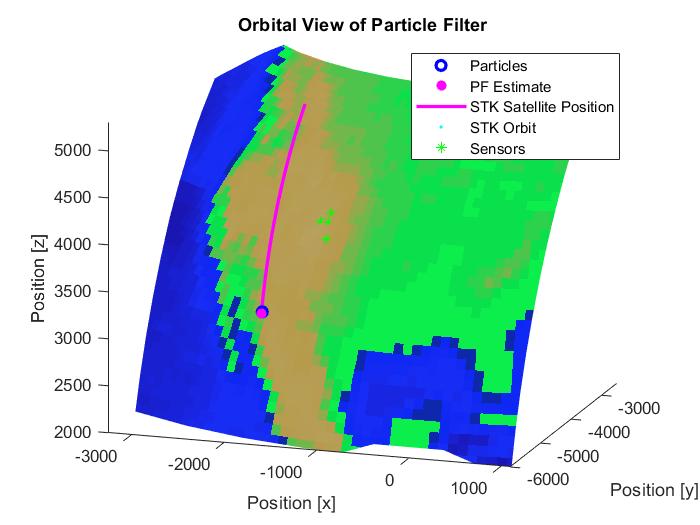 Orbital View of Particle Filter
Particles
PF Estimate
STK Satellite Position
STK Orbit
Sensors
5000
4500
4000
3500
3000
2500
2000
Position [z]
-3000
-2000
-1000
0
1000
Position [x]
-3000
-4000
-5000
-6000
Position [y]